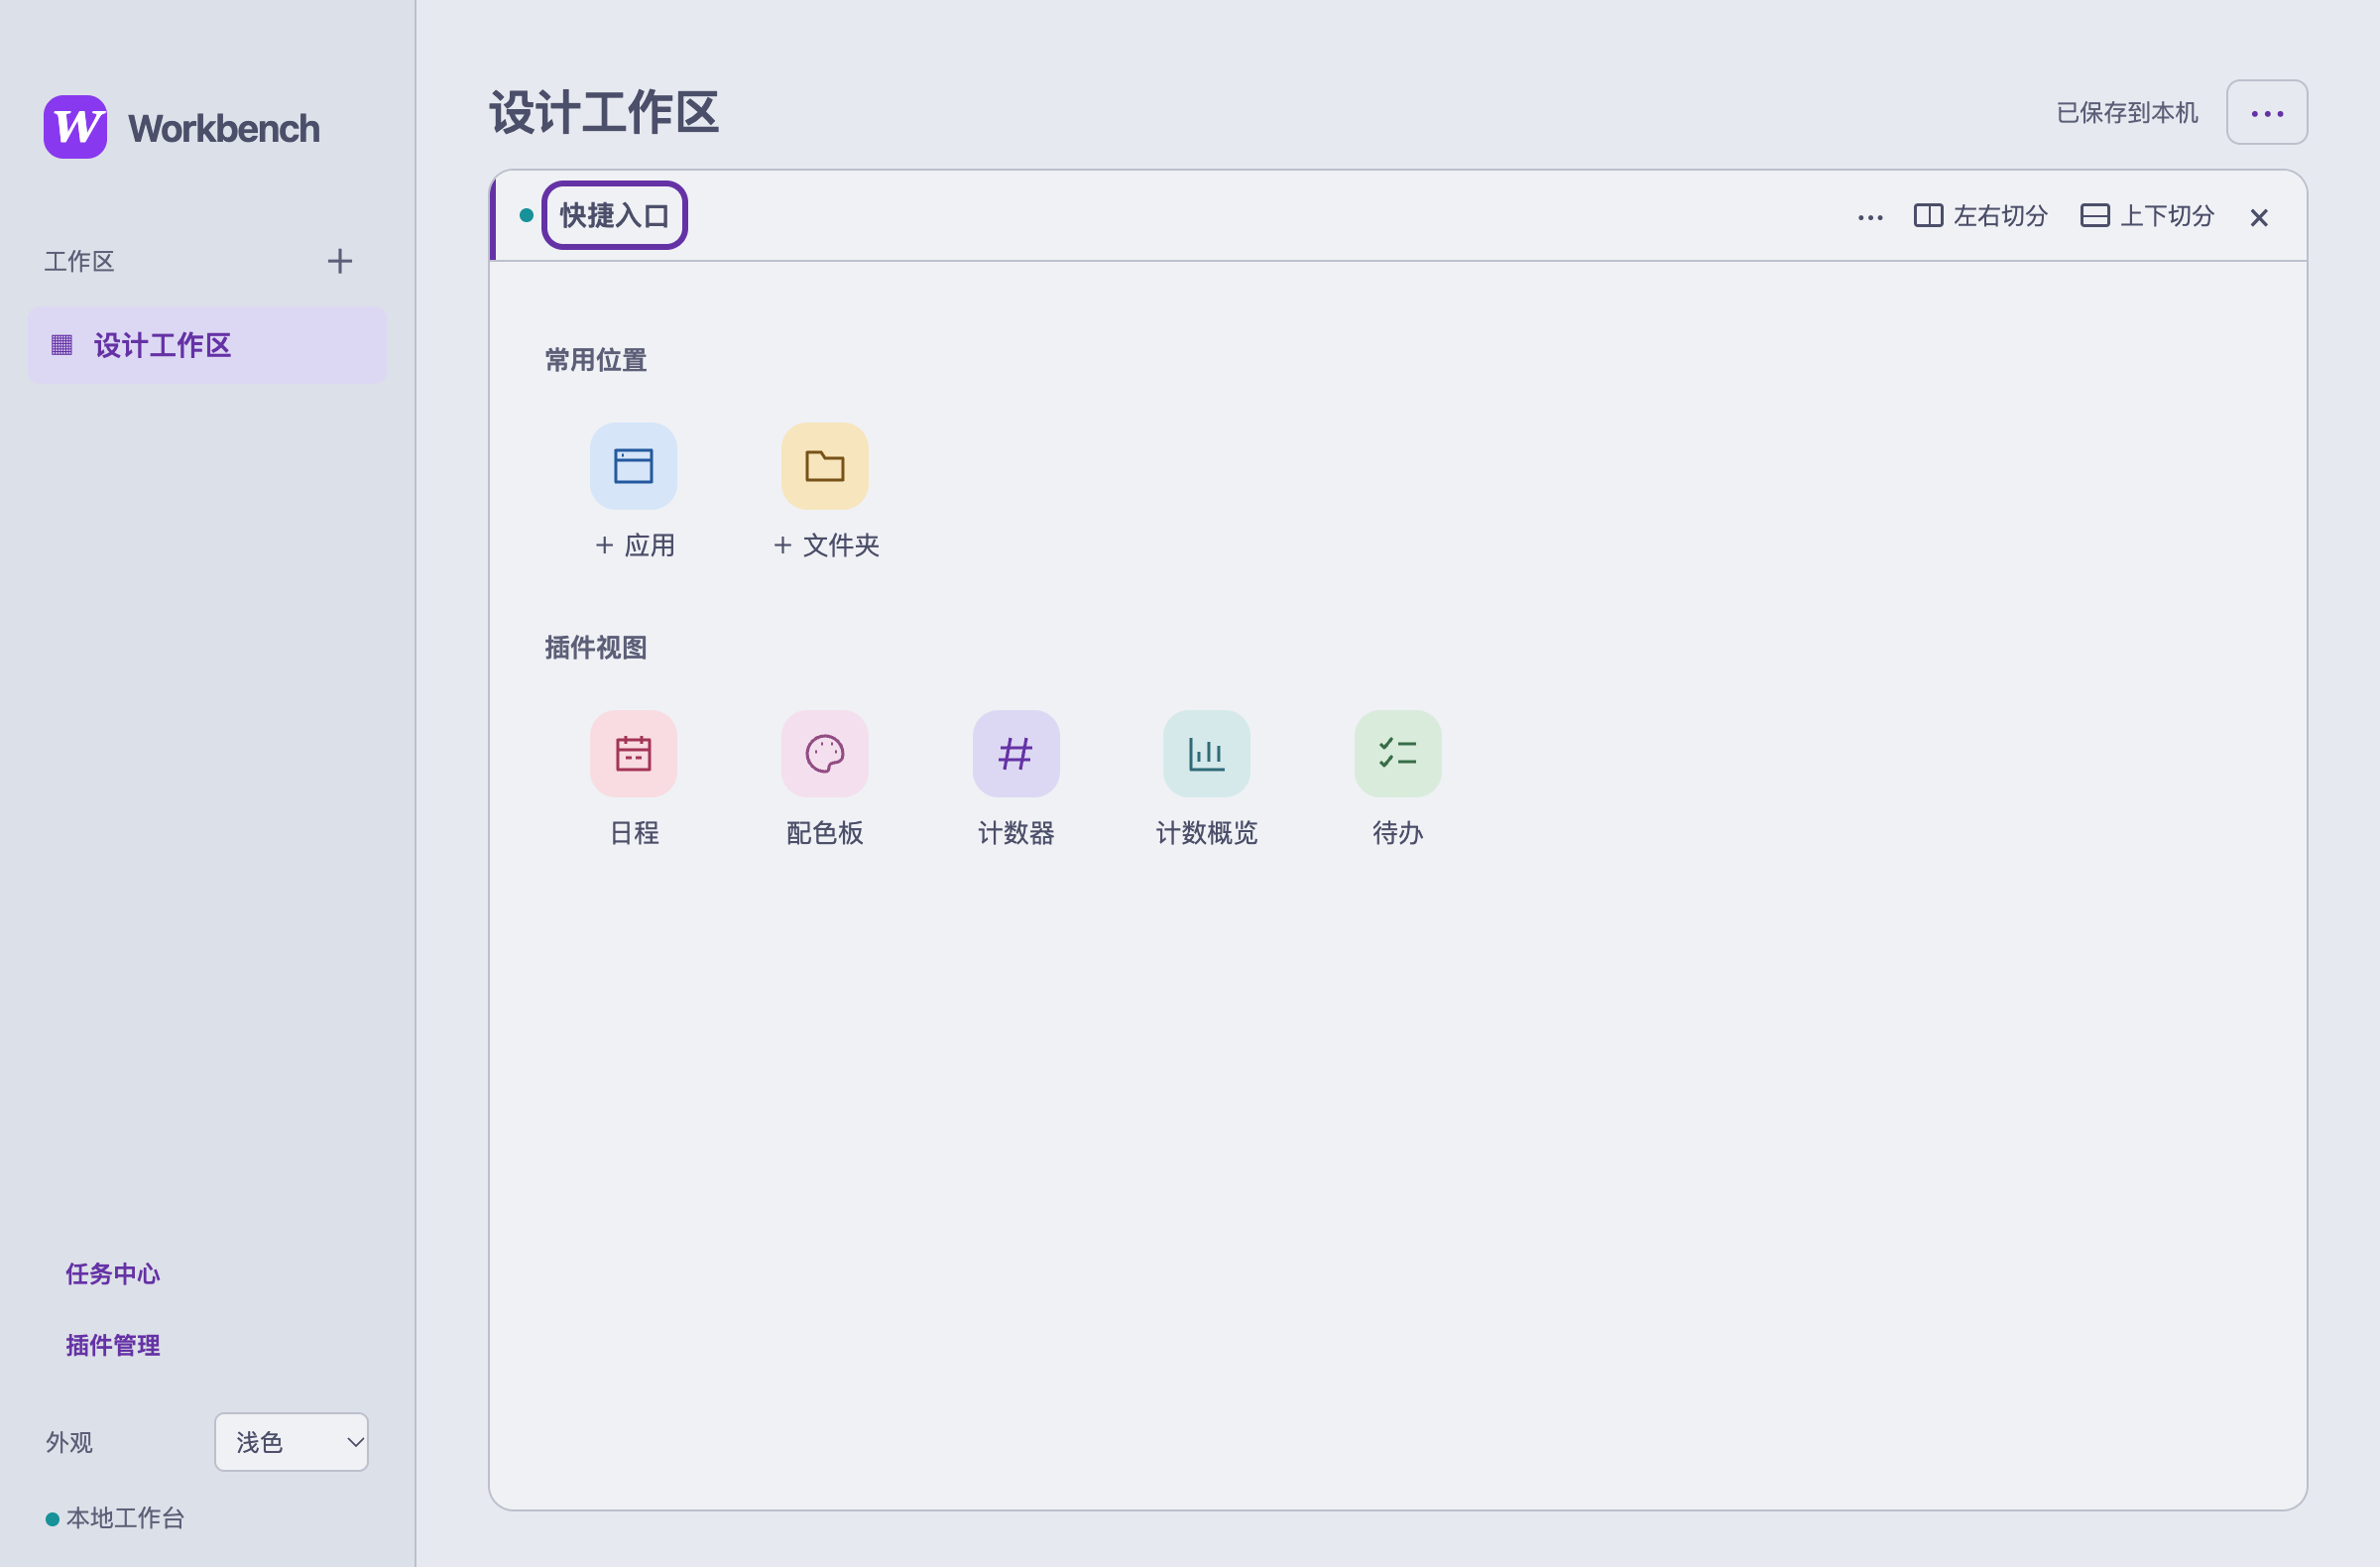 W Workbench
工作区 +
设计工作区
任务中心
插件管理
外观 浅色
本地工作台
设计工作区
已保存到本机 ...
快捷入口
... 左右切分 上下切分 ×
常用位置
+ 应用 + 文件夹
插件视图
日程 配色板 计数器 计数概览 待办